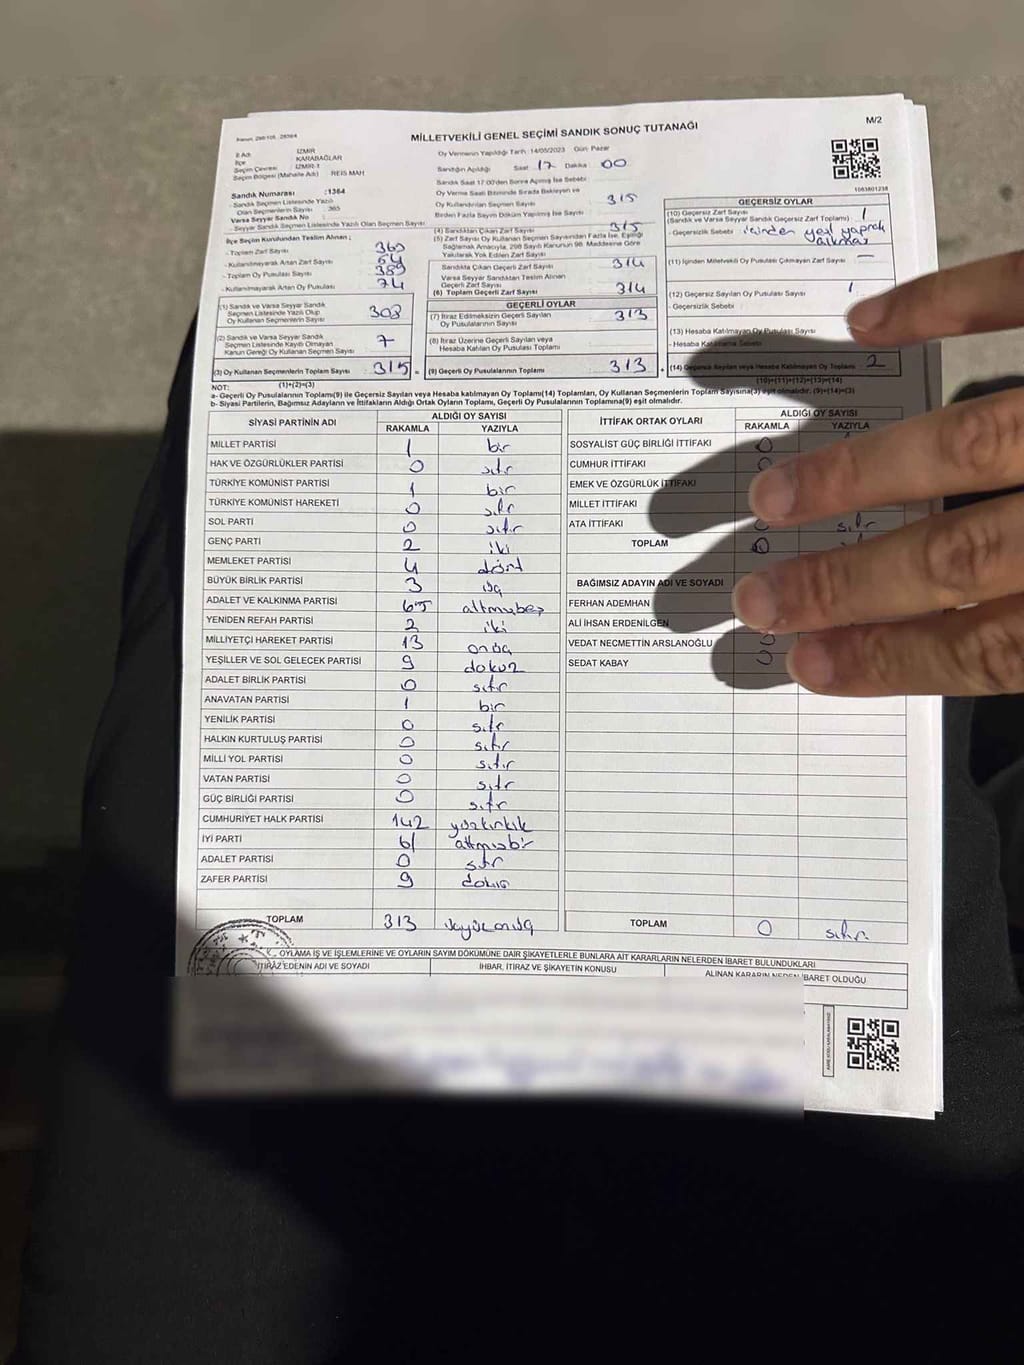 Kanun: 298/105, 2839/4
MİLLETVEKİLİ GENEL SEÇİMİ SANDIK SONUÇ TUTANAĞI
M/2
İl Adı : İZMİR
İlçe : KARABAĞLAR
Seçim Çevresi : İZMİR-1
Seçim Bölgesi (Mahalle Adı) : REİS MAH
Sandık Numarası :1364
- Sandık Seçmen Listesinde Yazılı
Olan Seçmenlerin Sayısı : 365
Varsa Seyyar Sandık No :
- Seyyar Sandık Seçmen Listesinde Yazılı Olan Seçmen Sayısı:
İlçe Seçim Kurulundan Teslim Alınan ;
- Toplam Zarf Sayısı 369
- Kullanılmayarak Artan Zarf Sayısı 54
- Toplam Oy Pusulası Sayısı 389
- Kullanılmayarak Artan Oy Pusulası 74
(1) Sandık ve Varsa Seyyar Sandık
Seçmen Listesinde Yazılı Olup
Oy Kullanan Seçmenlerin Sayısı 308
(2) Sandık ve Varsa Seyyar Sandık
Seçmen Listesinde Kayıtlı Olmayan
Kanun Gereği Oy Kullanan Seçmen Sayısı 7
(3) Oy Kullanan Seçmenlerin Toplam Sayısı 315 =
Oy Vermenin Yapıldığı Tarih :14/05/2023 Gün: Pazar
Sandığın Açıldığı Saat 17 Dakika 00
Sandık Saat 17:00'den Sonra Açılmış İse Sebebi
Oy Verme Saati Bitiminde Sırada Bekleyen ve
Oy Kullandırılan Seçmen Sayısı 315
Birden Fazla Sayım Döküm Yapılmış İse Sayısı
(4) Sandıktan Çıkan Zarf Sayısı 315
(5) Zarf Sayısı Oy Kullanan Seçmen Sayısından Fazla İse, Eşitliği
Sağlamak Amacıyla, 298 Sayılı Kanunun 98. Maddesine Göre
Yakılarak Yok Edilen Zarf Sayısı
Sandıkta Çıkan Geçerli Zarf Sayısı 314
Varsa Seyyar Sandıktan Teslim Alınan
Geçerli Zarf Sayısı
(6) Toplam Geçerli Zarf Sayısı 314
GEÇERLİ OYLAR
(7) İtiraz Edilmeksizin Geçerli Sayılan
Oy Pusulalarının Sayısı 313
(8) İtiraz Üzerine Geçerli Sayılan veya
Hesaba Katılan Oy Pusulası Toplamı
(9) Geçerli Oy Pusulalarının Toplamı 313 +
1063801238
GEÇERSİZ OYLAR
(10) Geçersiz Zarf Sayısı 1
(Sandık ve Varsa Seyyar Sandık Geçersiz Zarf Toplamı) :
- Geçersizlik Sebebi : içinden yeşil yaprak
çıkması
(11) İçinden Milletvekili Oy Pusulası Çıkmayan Zarf Sayısı —
(12) Geçersiz Sayılan Oy Pusulası Sayısı 1
- Geçersizlik Sebebi :
(13) Hesaba Katılmayan Oy Pusulası Sayısı
- Hesaba Katılmama Sebebi
(14) Geçersiz Sayılan veya Hesaba Katılmayan Oy Toplamı 2
NOT: (1)+(2)=(3) (10)+(11)+(12)+(13)=(14)
a- Geçerli Oy Pusulalarının Toplamı(9) ile Geçersiz Sayılan veya Hesaba katılmayan Oy Toplamı(14) Toplamları, Oy Kullanan Seçmenlerin Toplam Sayısına(3) eşit olmalıdır. (9)+(14)=(3)
b- Siyasi Partilerin, Bağımsız Adayların ve İttifakların Aldığı Ortak Oyların Toplamı, Geçerli Oy Pusulalarının Toplamına(9) eşit olmalıdır.
SİYASİ PARTİNİN ADI ALDIĞI OY SAYISI
RAKAMLA YAZIYLA
MİLLET PARTİSİ 1 bir
HAK VE ÖZGÜRLÜKLER PARTİSİ 0 sıfır
TÜRKİYE KOMÜNİST PARTİSİ 1 bir
TÜRKİYE KOMÜNİST HAREKETİ 0 sıfır
SOL PARTİ 0 sıfır
GENÇ PARTİ 2 iki
MEMLEKET PARTİSİ 4 dört
BÜYÜK BİRLİK PARTİSİ 3 üç
ADALET VE KALKINMA PARTİSİ 65 altmışbeş
YENİDEN REFAH PARTİSİ 2 iki
MİLLİYETÇİ HAREKET PARTİSİ 13 onüç
YEŞİLLER VE SOL GELECEK PARTİSİ 9 dokuz
ADALET BİRLİK PARTİSİ 0 sıfır
ANAVATAN PARTİSİ 1 bir
YENİLİK PARTİSİ 0 sıfır
HALKIN KURTULUŞ PARTİSİ 0 sıfır
MİLLİ YOL PARTİSİ 0 sıfır
VATAN PARTİSİ 0 sıfır
GÜÇ BİRLİĞİ PARTİSİ 0 sıfır
CUMHURİYET HALK PARTİSİ 142 yüzkırkiki
İYİ PARTİ 61 altmışbir
ADALET PARTİSİ 0 sıfır
ZAFER PARTİSİ 9 dokuz
TOPLAM 313 üçyüzonüç
İTTİFAK ORTAK OYLARI ALDIĞI OY SAYISI
RAKAMLA YAZIYLA
SOSYALİST GÜÇ BİRLİĞİ İTTİFAKI 0
CUMHUR İTTİFAKI 0
EMEK VE ÖZGÜRLÜK İTTİFAKI
MİLLET İTTİFAKI
ATA İTTİFAKI 0 sıfır
TOPLAM 0
BAĞIMSIZ ADAYIN ADI VE SOYADI
FERHAN ADEMHAN
ALİ İHSAN ERDENİLGEN
VEDAT NECMETTİN ARSLANOĞLU 0
SEDAT KABAY 0
TOPLAM 0 sıfır
OYLAMA İŞ VE İŞLEMLERİNE VE OYLARIN SAYIM DÖKÜMÜNE DAİR ŞİKAYETLERLE BUNLARA AİT KARARLARIN NELERDEN İBARET BULUNDUKLARI
İTİRAZ EDENİN ADI VE SOYADI İHBAR, İTİRAZ VE ŞİKAYETİN KONUSU ALINAN KARARIN NEDEN İBARET OLDUĞU